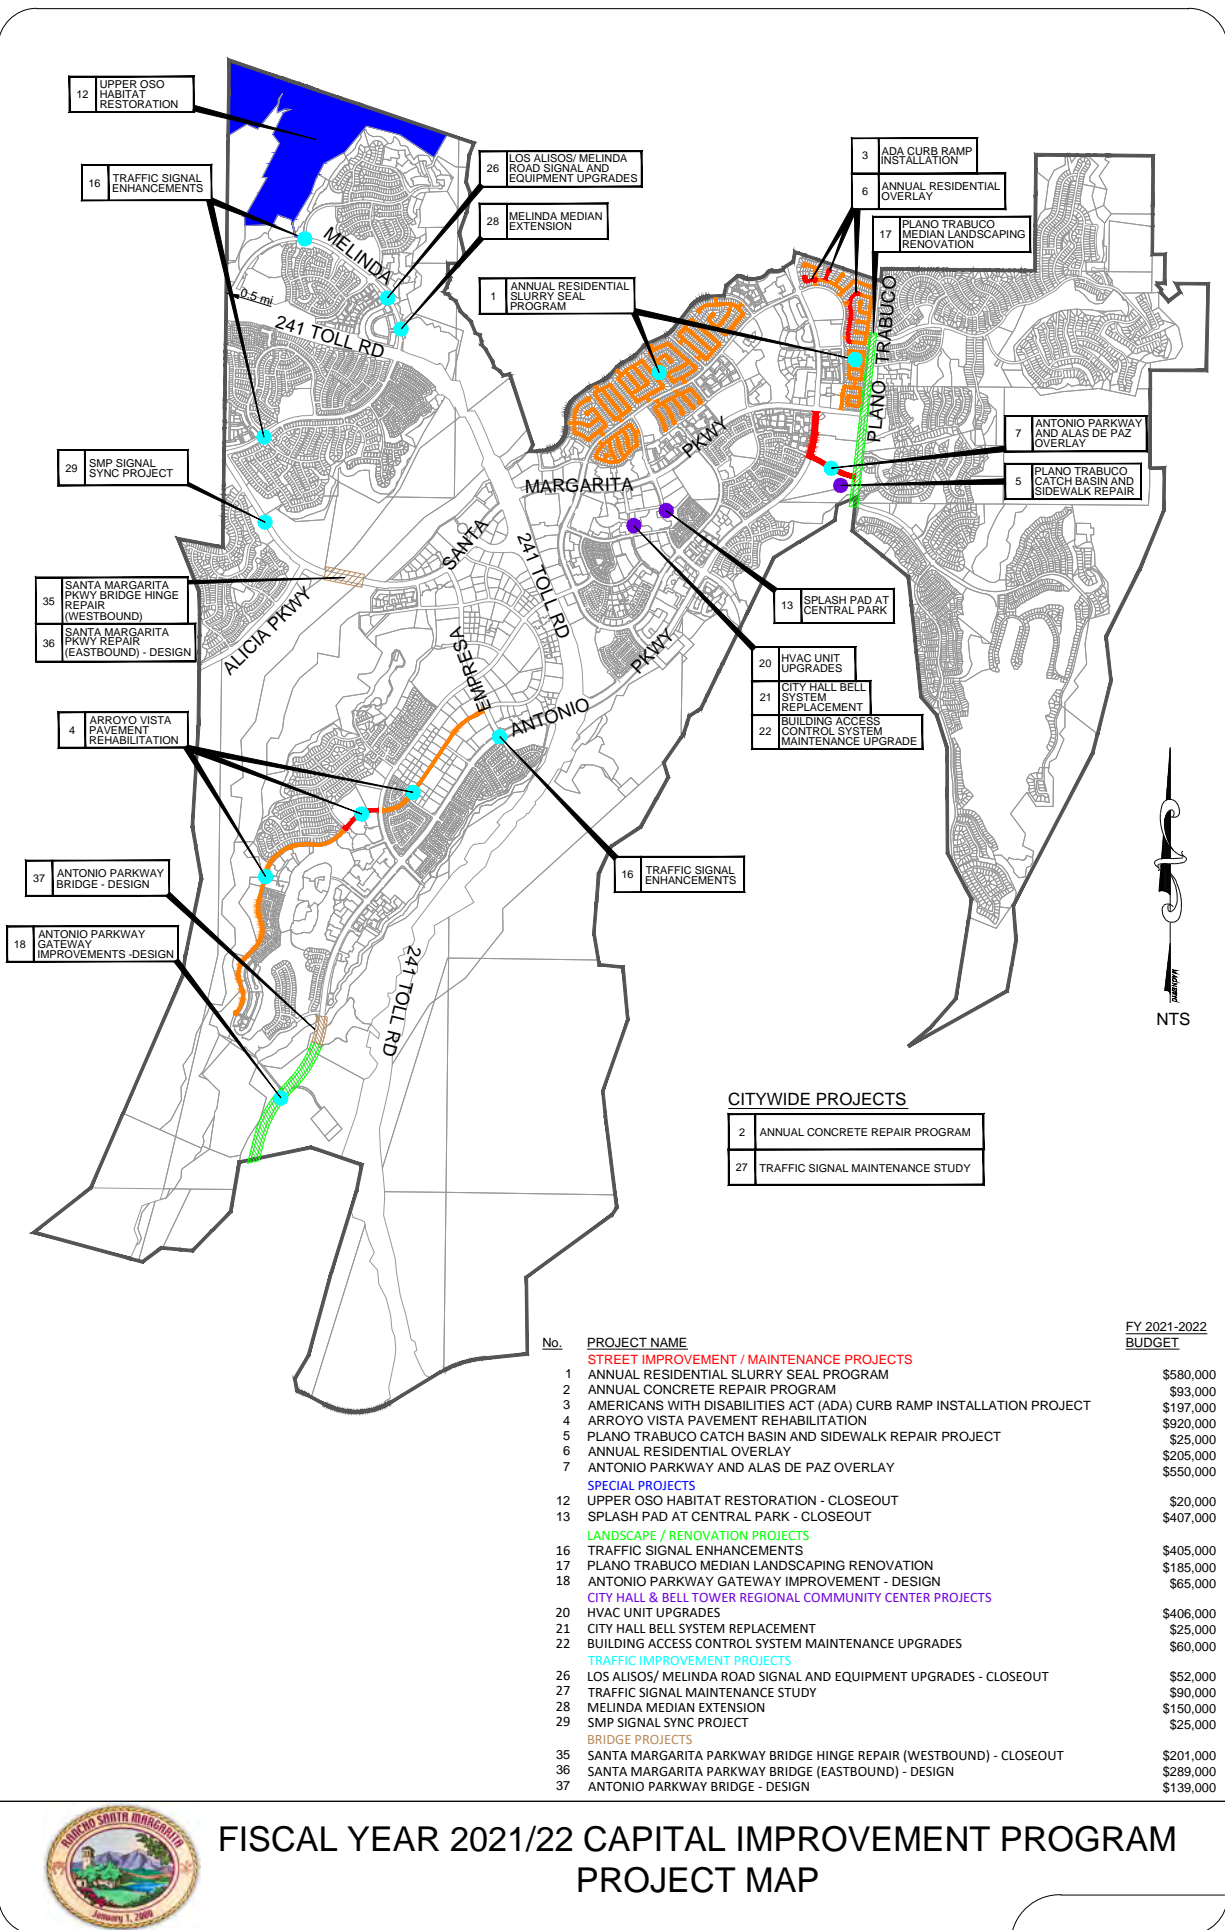 12 UPPER OSO
HABITAT
RESTORATION
16 TRAFFIC SIGNAL
ENHANCEMENTS
26 LOS ALISOS/ MELINDA
ROAD SIGNAL AND
EQUIPMENT UPGRADES
28 MELINDA MEDIAN
EXTENSION
1 ANNUAL RESIDENTIAL
SLURRY SEAL
PROGRAM
3 ADA CURB RAMP
INSTALLATION
6 ANNUAL RESIDENTIAL
OVERLAY
17 PLANO TRABUCO
MEDIAN LANDSCAPING
RENOVATION
MELINDA
0.5 mi
241 TOLL RD
PLANO TRABUCO
7 ANTONIO PARKWAY
AND ALAS DE PAZ
OVERLAY
5 PLANO TRABUCO
CATCH BASIN AND
SIDEWALK REPAIR
29 SMP SIGNAL
SYNC PROJECT
SANTA
MARGARITA
PKWY
241 TOLL RD
35 SANTA MARGARITA
PKWY BRIDGE HINGE
REPAIR
(WESTBOUND)
36 SANTA MARGARITA
PKWY REPAIR
(EASTBOUND) - DESIGN
ALICIA PKWY
13 SPLASH PAD AT
CENTRAL PARK
20 HVAC UNIT
UPGRADES
21 CITY HALL BELL
SYSTEM
REPLACEMENT
22 BUILDING ACCESS
CONTROL SYSTEM
MAINTENANCE UPGRADE
EMPRESA
ANTONIO
PKWY
4 ARROYO VISTA
PAVEMENT
REHABILITATION
16 TRAFFIC SIGNAL
ENHANCEMENTS
37 ANTONIO PARKWAY
BRIDGE - DESIGN
18 ANTONIO PARKWAY
GATEWAY
IMPROVEMENTS -DESIGN
241 TOLL RD
NTS
CITYWIDE PROJECTS
2 ANNUAL CONCRETE REPAIR PROGRAM
27 TRAFFIC SIGNAL MAINTENANCE STUDY
FY 2021-2022
No. PROJECT NAME BUDGET
STREET IMPROVEMENT / MAINTENANCE PROJECTS
1 ANNUAL RESIDENTIAL SLURRY SEAL PROGRAM $580,000
2 ANNUAL CONCRETE REPAIR PROGRAM $93,000
3 AMERICANS WITH DISABILITIES ACT (ADA) CURB RAMP INSTALLATION PROJECT $197,000
4 ARROYO VISTA PAVEMENT REHABILITATION $920,000
5 PLANO TRABUCO CATCH BASIN AND SIDEWALK REPAIR PROJECT $25,000
6 ANNUAL RESIDENTIAL OVERLAY $205,000
7 ANTONIO PARKWAY AND ALAS DE PAZ OVERLAY $550,000
SPECIAL PROJECTS
12 UPPER OSO HABITAT RESTORATION - CLOSEOUT $20,000
13 SPLASH PAD AT CENTRAL PARK - CLOSEOUT $407,000
LANDSCAPE / RENOVATION PROJECTS
16 TRAFFIC SIGNAL ENHANCEMENTS $405,000
17 PLANO TRABUCO MEDIAN LANDSCAPING RENOVATION $185,000
18 ANTONIO PARKWAY GATEWAY IMPROVEMENT - DESIGN $65,000
CITY HALL & BELL TOWER REGIONAL COMMUNITY CENTER PROJECTS
20 HVAC UNIT UPGRADES $406,000
21 CITY HALL BELL SYSTEM REPLACEMENT $25,000
22 BUILDING ACCESS CONTROL SYSTEM MAINTENANCE UPGRADES $60,000
TRAFFIC IMPROVEMENT PROJECTS
26 LOS ALISOS/ MELINDA ROAD SIGNAL AND EQUIPMENT UPGRADES - CLOSEOUT $52,000
27 TRAFFIC SIGNAL MAINTENANCE STUDY $90,000
28 MELINDA MEDIAN EXTENSION $150,000
29 SMP SIGNAL SYNC PROJECT $25,000
BRIDGE PROJECTS
35 SANTA MARGARITA PARKWAY BRIDGE HINGE REPAIR (WESTBOUND) - CLOSEOUT $201,000
36 SANTA MARGARITA PARKWAY BRIDGE (EASTBOUND) - DESIGN $289,000
37 ANTONIO PARKWAY BRIDGE - DESIGN $139,000
RANCHO SANTA MARGARITA
January 1, 2000
FISCAL YEAR 2021/22 CAPITAL IMPROVEMENT PROGRAM
PROJECT MAP